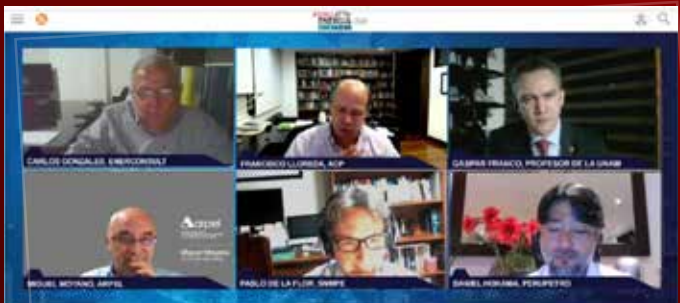 CARLOS GONZALES, ENERCONSULT
FRANCISCO LLOREDA, ACP
GASPAR FRANCO, PROFESOR DE LA UNAM
arpel
MIGUEL MOYANO, ARPEL
PABLO DE LA FLOR, SNMPE
DANIEL HOKAMA, PERUPETRO